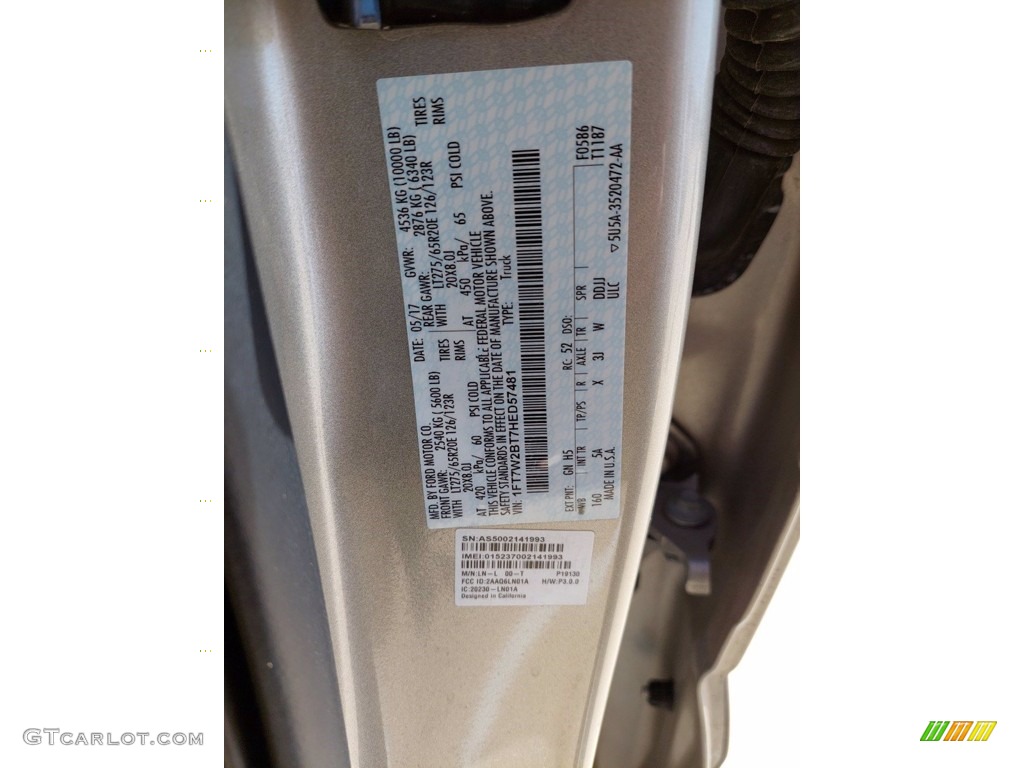 MFD. BY FORD MOTOR CO.
DATE: 05/17 GVWR: 4536 KG (10000 LB)
FRONT GAWR: 2540 KG ( 5600 LB) REAR GAWR: 2876 KG ( 6340 LB)
WITH LT275/65R20E 126/123R TIRES WITH LT275/65R20E 126/123R TIRES
20X8.0J RIMS 20X8.0J RIMS
AT 420 kPa/ 60 PSI COLD AT 450 kPa/ 65 PSI COLD
THIS VEHICLE CONFORMS TO ALL APPLICABLE FEDERAL MOTOR VEHICLE
SAFETY STANDARDS IN EFFECT ON THE DATE OF MANUFACTURE SHOWN ABOVE.
VIN: 1FT7W2BT7HED57481 TYPE: Truck
F0586
T1187
EXT PNT: GN H5 RC: 52 DSO:
WB INT TR TP/PS R AXLE TR SPR
160 5A X 3J W DDJJ
ULC
MADE IN U.S.A. ▽5U5A-3520472-AA
SN:AS5002141993
IMEI:015237002141993
M/N:LN-L 00-T P19130
FCC ID:2AAQ6LN01A H/W:P3.0.0
IC:20230-LN01A
Designed in California
GTCARLOT.COM